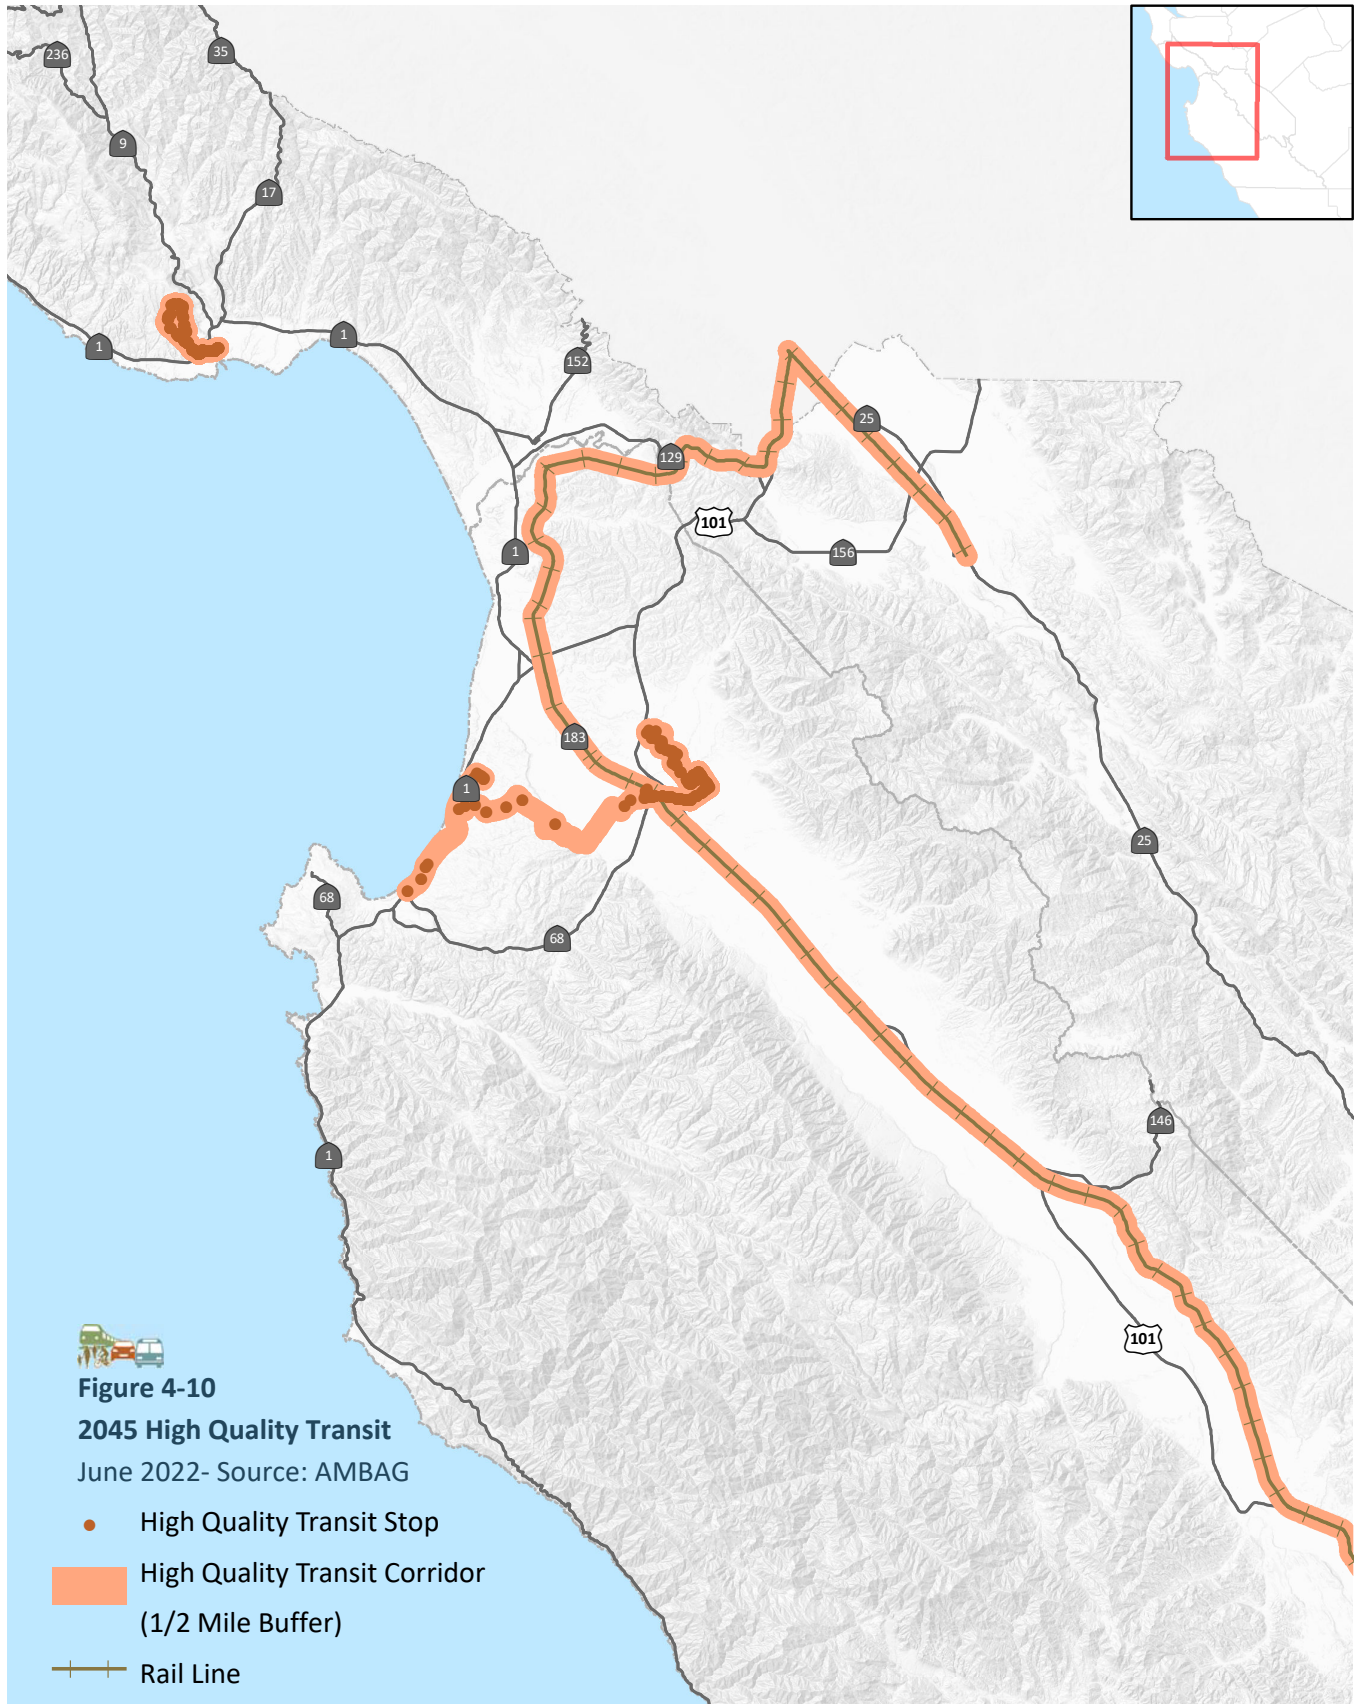 236
35
9
17
1
1
152
25
129
101
156
1
183
1
25
68
68
146
1
101
Figure 4-10
2045 High Quality Transit
June 2022- Source: AMBAG
High Quality Transit Stop
High Quality Transit Corridor
(1/2 Mile Buffer)
Rail Line